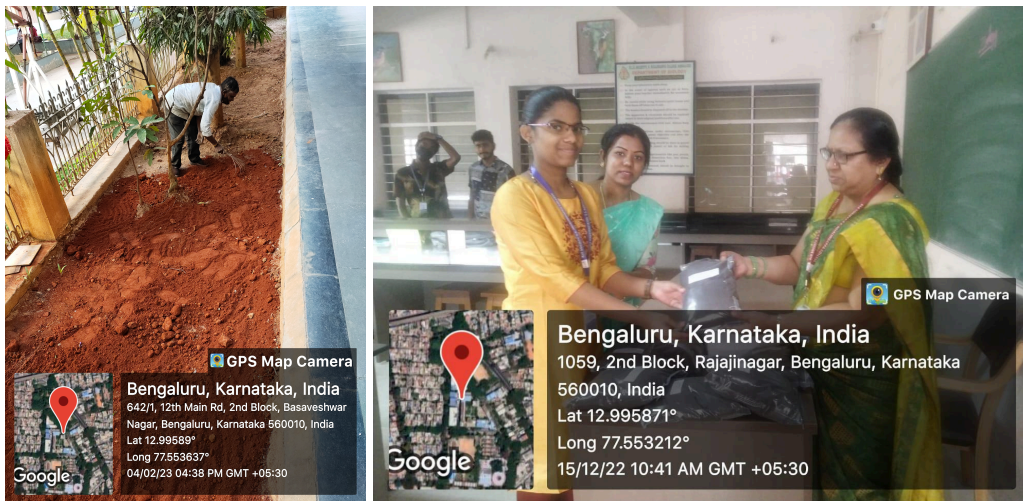 GPS Map Camera
Bengaluru, Karnataka, India
642/1, 12th Main Rd, 2nd Block, Basaveshwar
Nagar, Bengaluru, Karnataka 560010, India
Lat 12.99589°
Long 77.553637°
04/02/23 04:38 PM GMT +05:30
Google
GPS Map Camera
Bengaluru, Karnataka, India
1059, 2nd Block, Rajajinagar, Bengaluru, Karnataka
560010, India
Lat 12.995871°
Long 77.553212°
15/12/22 10:41 AM GMT +05:30
Google